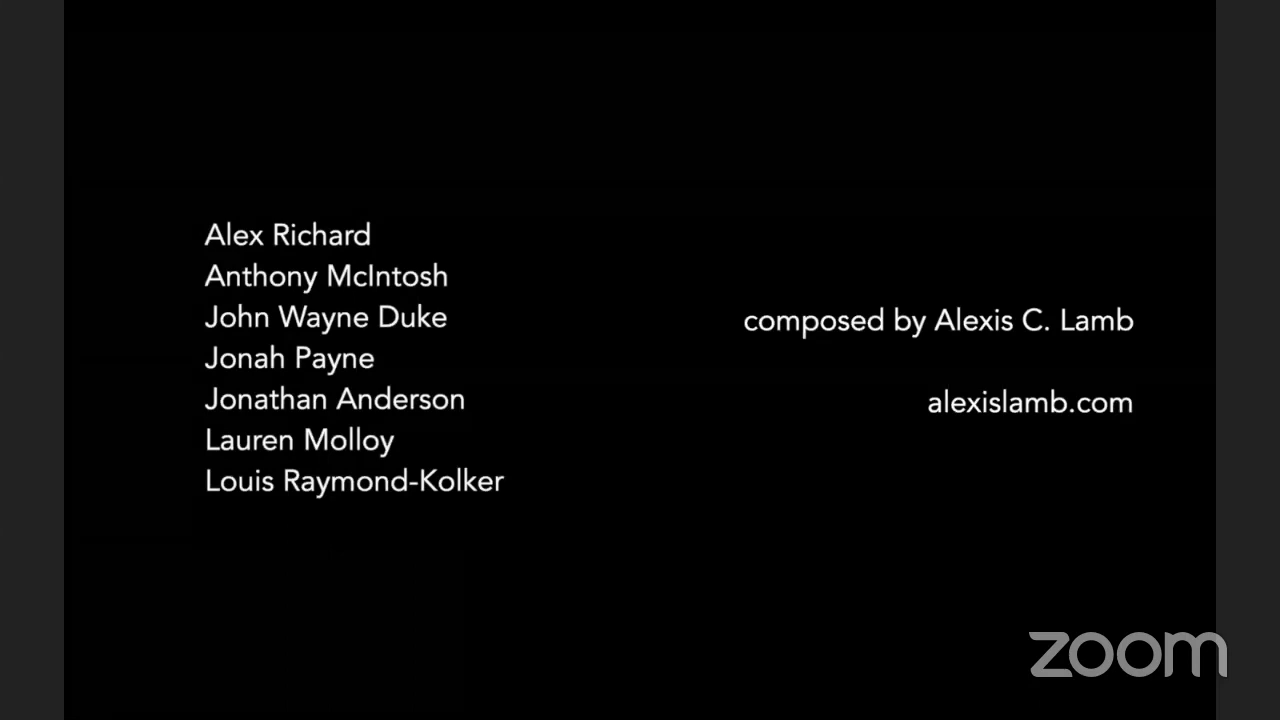 Alex Richard
Anthony McIntosh
John Wayne Duke
Jonah Payne
Jonathan Anderson
Lauren Molloy
Louis Raymond-Kolker
composed by Alexis C. Lamb
alexislamb.com
zoom